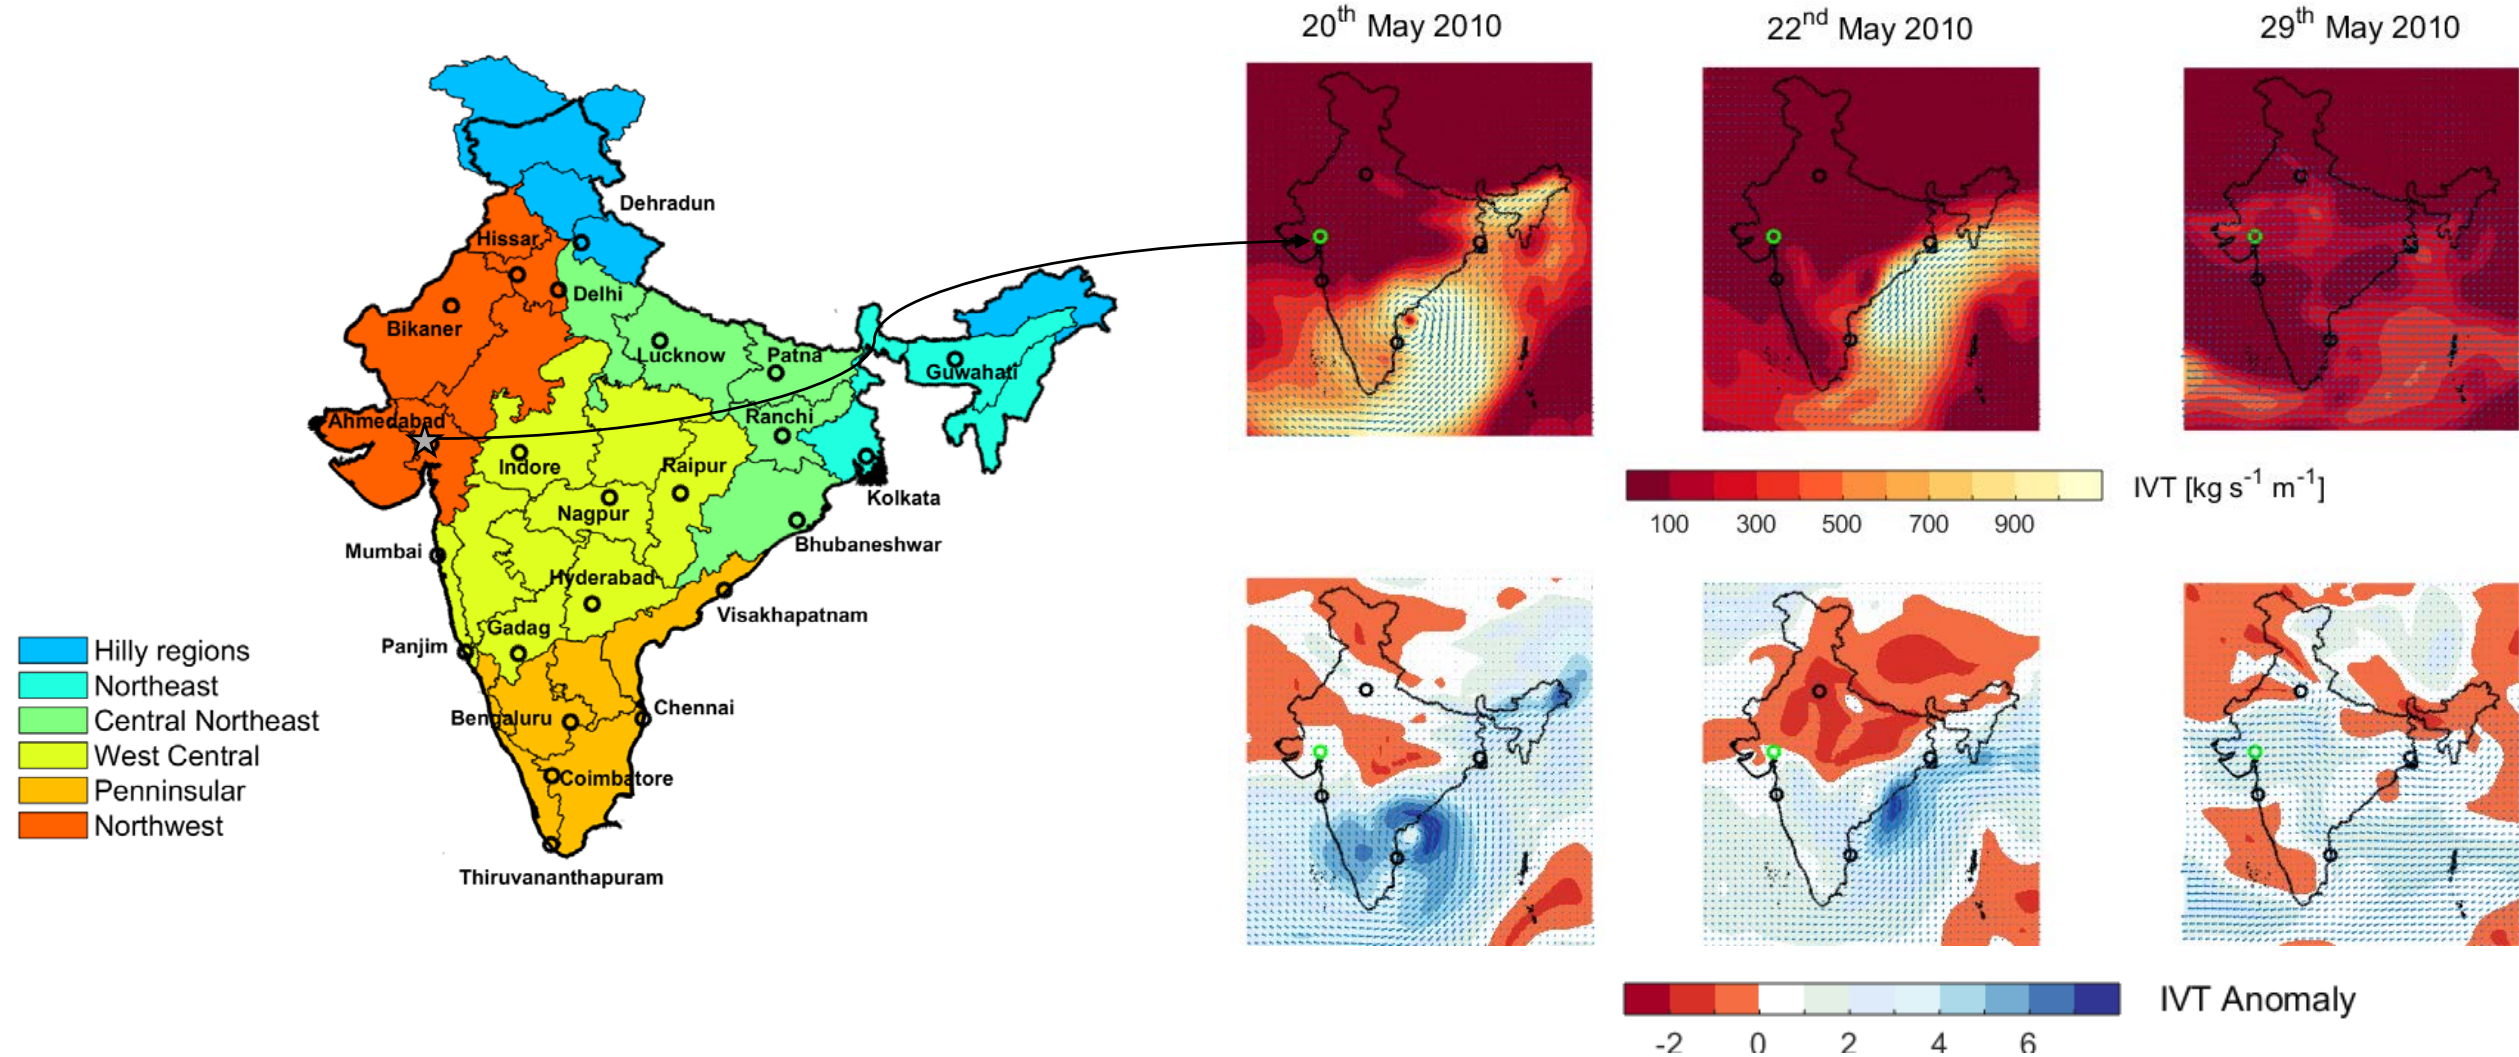 20th May 2010
22nd May 2010
29th May 2010
Dehradun
Hissar
Delhi
Bikaner
Lucknow
Patna
Guwahati
Ahmedabad
Ranchi
Indore
Raipur
Kolkata
Nagpur
Bhubaneshwar
Mumbai
Hyderabad
Visakhapatnam
Gadag
Panjim
Chennai
Bengaluru
Coimbatore
Thiruvananthapuram
Hilly regions
Northeast
Central Northeast
West Central
Penninsular
Northwest
IVT [kg s-1 m-1]
100 300 500 700 900
IVT Anomaly
-2 0 2 4 6